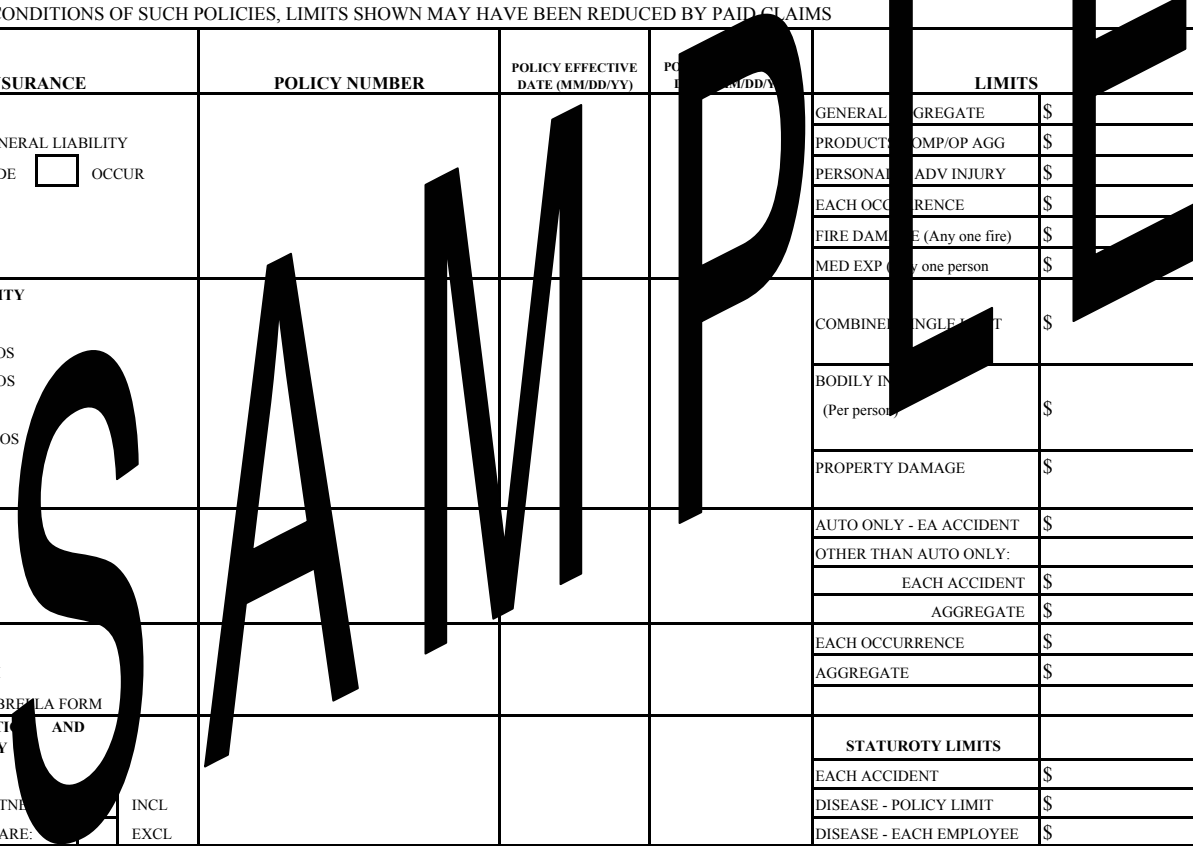 CONDITIONS OF SUCH POLICIES, LIMITS SHOWN MAY HAVE BEEN REDUCED BY PAID CLAIMS
SURANCE
POLICY NUMBER
POLICY EFFECTIVE
DATE (MM/DD/YY)
LIMITS
NERAL LIABILITY
DE OCCUR
GENERAL GREGATE $
PRODUCTS OMP/OP AGG $
PERSONAL ADV INJURY $
EACH OCC RENCE $
FIRE DAM E (Any one fire) $
MED EXP ( y one person $
ITY
OS
OS
OS
COMBINED NGLE L T $
BODILY IN
(Per person) $
PROPERTY DAMAGE $
AUTO ONLY - EA ACCIDENT $
OTHER THAN AUTO ONLY:
EACH ACCIDENT $
AGGREGATE $
BRELLA FORM
EACH OCCURRENCE $
AGGREGATE $
AND
Y
INCL
ARE: EXCL
STATUROTY LIMITS
EACH ACCIDENT $
DISEASE - POLICY LIMIT $
DISEASE - EACH EMPLOYEE $
SAMPLE